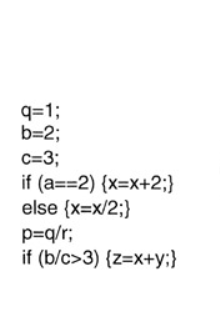 q=1;
b=2;
c=3;
if (a==2) {x=x+2;}
else {x=x/2;}
p=q/r;
if (b/c>3) {z=x+y;}